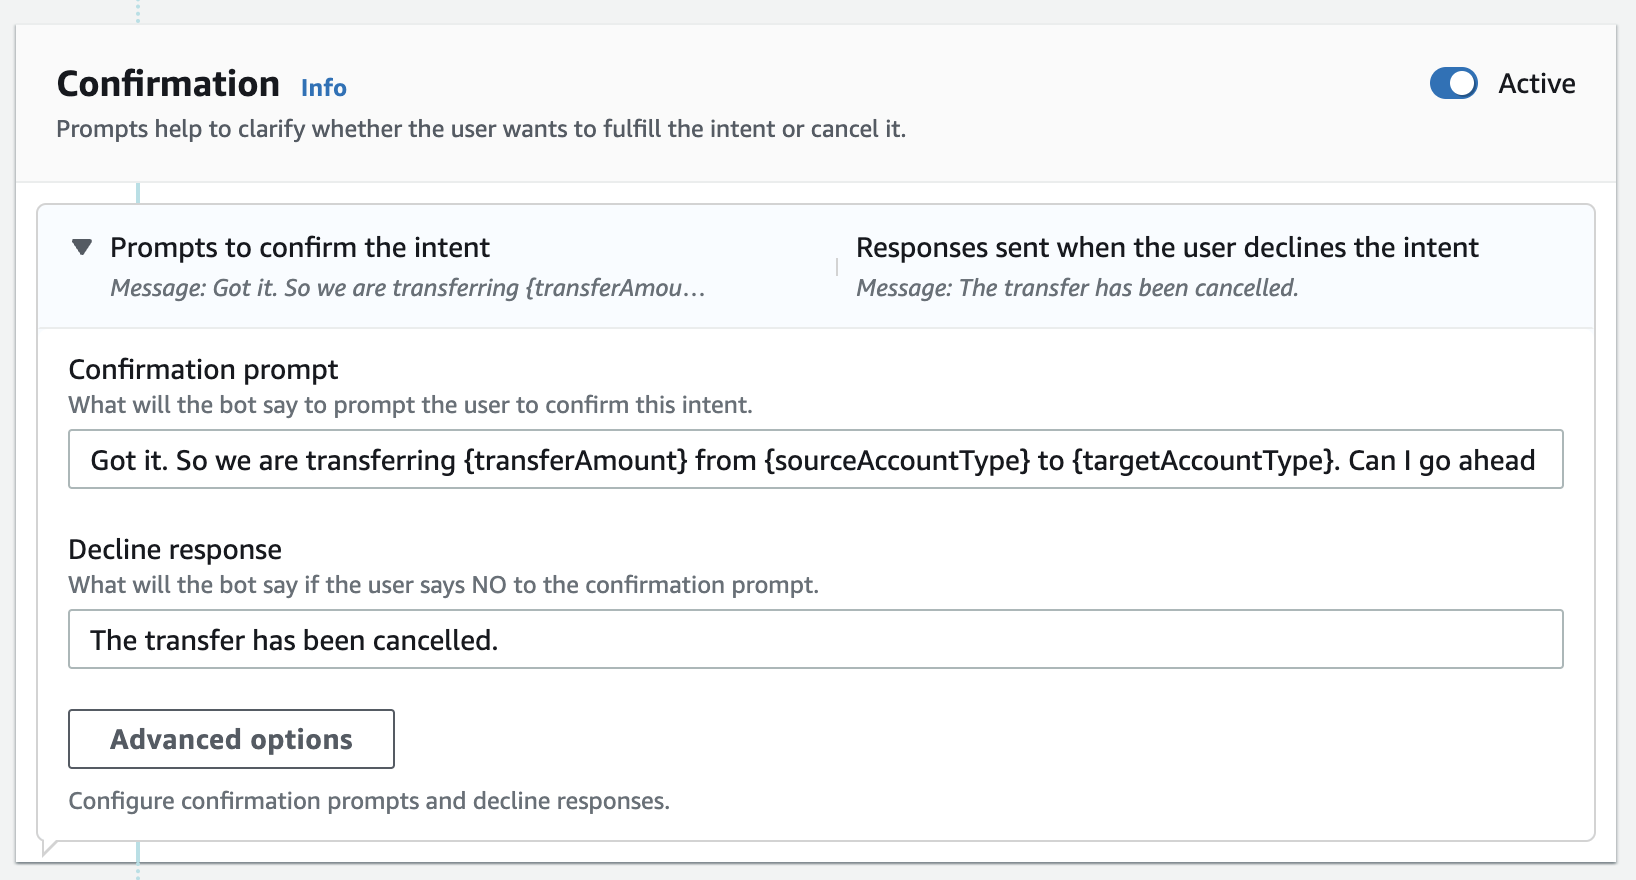 Confirmation Info
Active
Prompts help to clarify whether the user wants to fulfill the intent or cancel it.
Prompts to confirm the intent
Message: Got it. So we are transferring {transferAmou…
Responses sent when the user declines the intent
Message: The transfer has been cancelled.
Confirmation prompt
What will the bot say to prompt the user to confirm this intent.
Got it. So we are transferring {transferAmount} from {sourceAccountType} to {targetAccountType}. Can I go ahead
Decline response
What will the bot say if the user says NO to the confirmation prompt.
The transfer has been cancelled.
Advanced options
Configure confirmation prompts and decline responses.